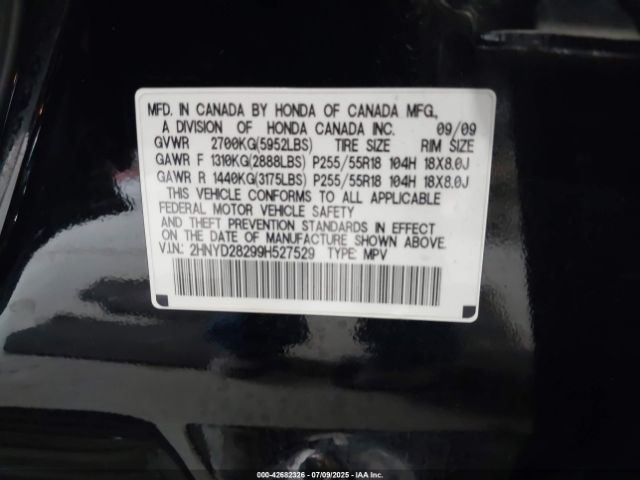 MFD. IN CANADA BY HONDA OF CANADA MFG.,
A DIVISION OF HONDA CANADA INC. 09/09
GVWR 2700KG(5952LBS) TIRE SIZE RIM SIZE
GAWR F 1310KG(2888LBS) P255/55R18 104H 18X8.0J
GAWR R 1440KG(3175LBS) P255/55R18 104H 18X8.0J
THIS VEHICLE CONFORMS TO ALL APPLICABLE
FEDERAL MOTOR VEHICLE SAFETY
AND THEFT PREVENTION STANDARDS IN EFFECT
ON THE DATE OF MANUFACTURE SHOWN ABOVE.
V.I.N.: 2HNYD28299H527529 TYPE: MPV
000-42682326 | 07/09/2025 | IAA Inc.